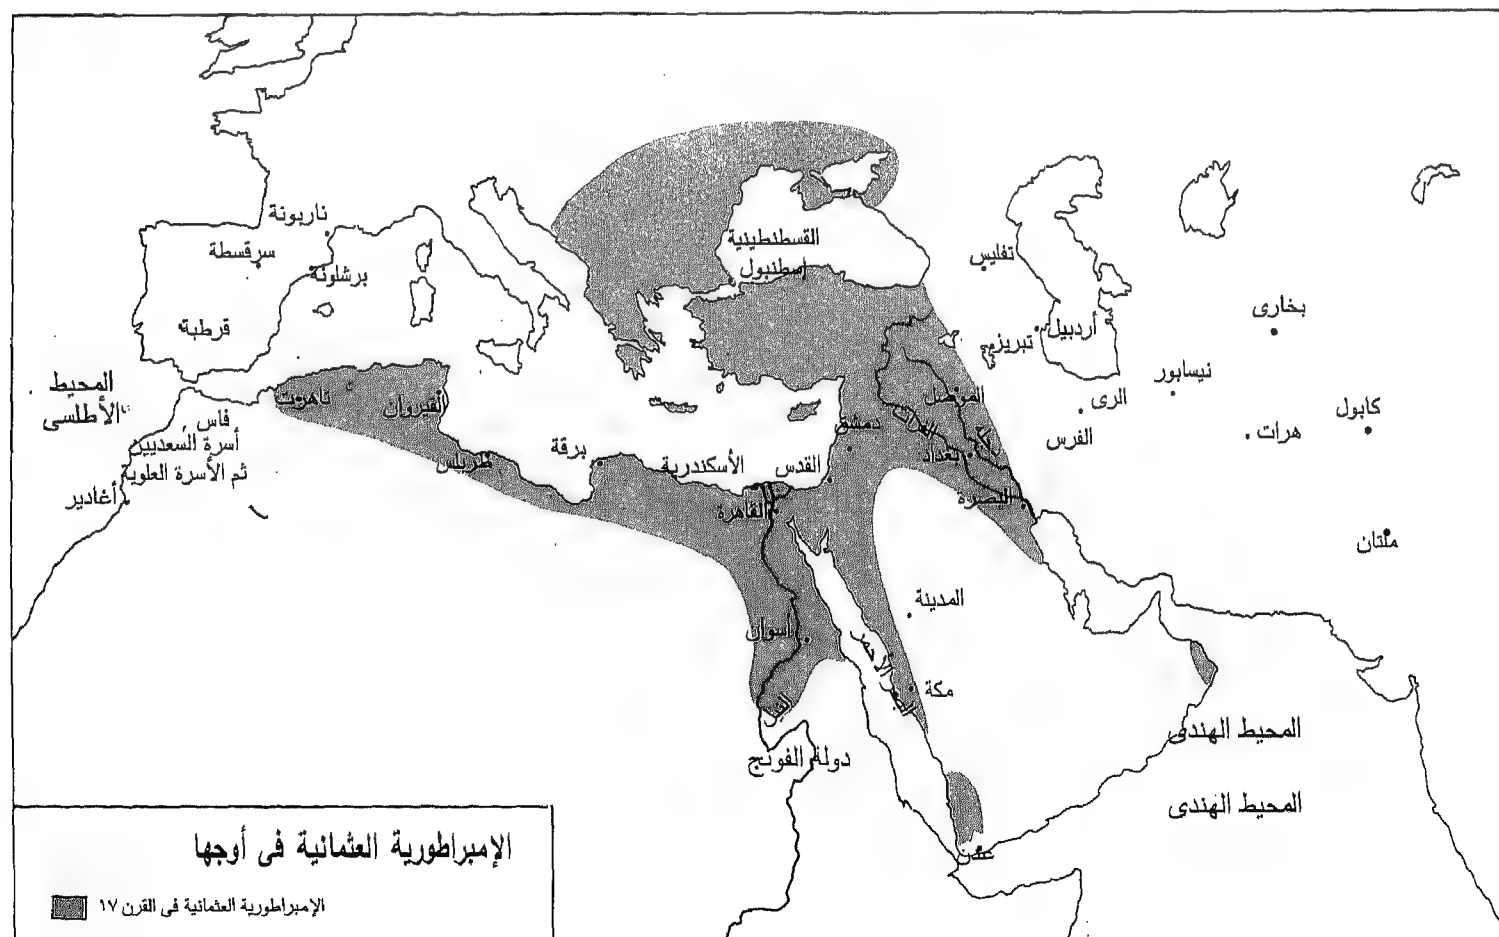 ناربونة
سرقسطة
برشلونة
قرطبة
المحيط
الأطلسى
فاس
أسرة السعديين
ثم الأسرة العلوية
أغادير
تاهرت
القيروان
طرابلس
برقة
الأسكندرية
القاهرة
القدس
دمشق
القسطنطينية
إسطنبول
تفليس
أردبيل
تبريز
الموصل
الفرات
بغداد
البصرة
الرى
الفرس
نيسابور
بخارى
هرات
كابول
ملتان
المدينة
مكة
البحر الأحمر
أسوان
النيل
دولة الفونج
عدن
المحيط الهندى
المحيط الهندى
الإمبراطورية العثمانية فى أوجها
الإمبراطورية العثمانية فى القرن ١٧